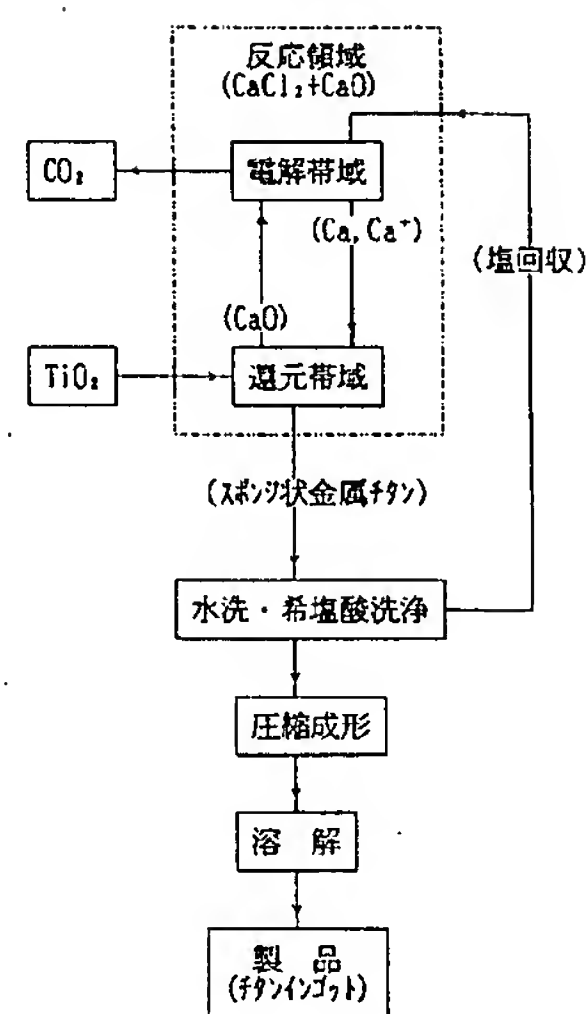 反応領域
(CaCl₂+CaO)
CO₂
電解帯域
(Ca, Ca⁺)
(塩回収)
(CaO)
TiO₂
還元帯域
(スポンジ状金属チタン)
水洗・希塩酸洗浄
圧縮成形
溶 解
製 品
(チタンインゴット)